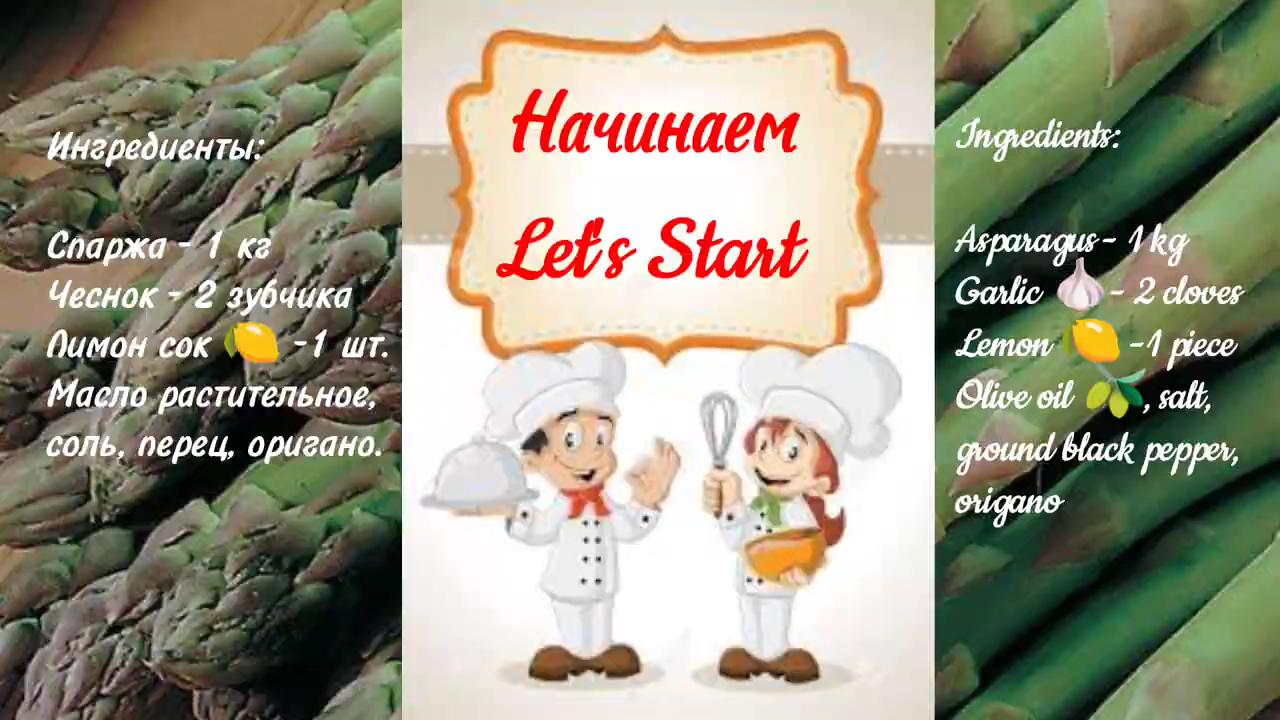 Ингредиенты:
Спаржа - 1 кг
Чеснок - 2 зубчика
Лимон сок 🍋 -1 шт.
Масло растительное,
соль, перец, оригано.
Начинаем
Let's Start
Ingredients:
Asparagus- 1 kg
Garlic 🧄- 2 cloves
Lemon 🍋 -1 piece
Olive oil 🫒, salt,
ground black pepper,
origano